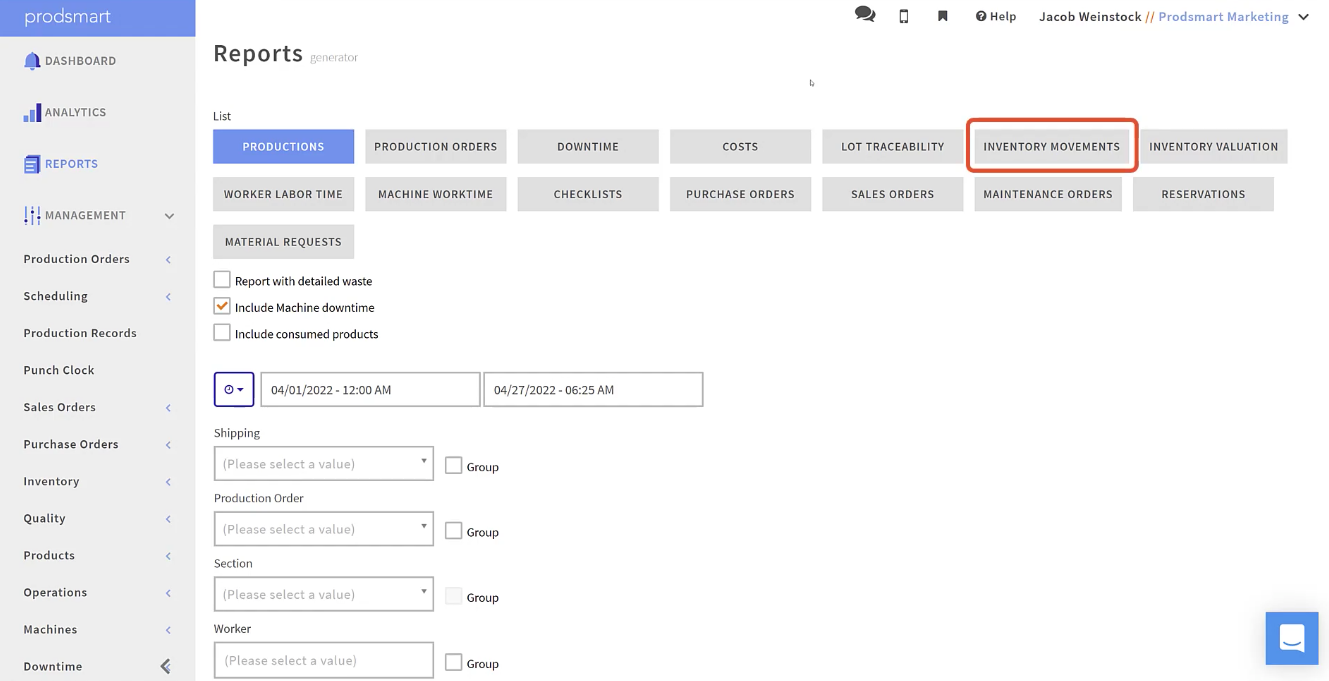 prodsmart
Help
Jacob Weinstock // Prodsmart Marketing
DASHBOARD
ANALYTICS
REPORTS
MANAGEMENT
Production Orders
Scheduling
Production Records
Punch Clock
Sales Orders
Purchase Orders
Inventory
Quality
Products
Operations
Machines
Downtime
Reports generator
List
PRODUCTIONS PRODUCTION ORDERS DOWNTIME COSTS LOT TRACEABILITY INVENTORY MOVEMENTS INVENTORY VALUATION
WORKER LABOR TIME MACHINE WORKTIME CHECKLISTS PURCHASE ORDERS SALES ORDERS MAINTENANCE ORDERS RESERVATIONS
MATERIAL REQUESTS
Report with detailed waste
Include Machine downtime
Include consumed products
04/01/2022 - 12:00 AM 04/27/2022 - 06:25 AM
Shipping
(Please select a value) Group
Production Order
(Please select a value) Group
Section
(Please select a value) Group
Worker
(Please select a value) Group